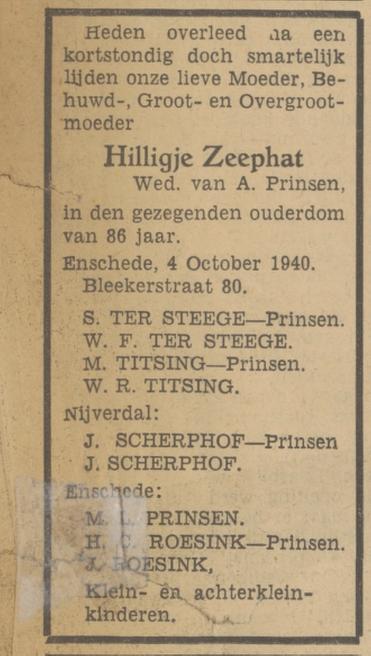 Heden overleed na een
kortstondig doch smartelijk
lijden onze lieve Moeder, Be-
huwd-, Groot- en Overgroot-
moeder
Hilligje Zeephat
Wed. van A. Prinsen,
in den gezegenden ouderdom
van 86 jaar.
Enschede, 4 October 1940.
Bleekerstraat 80.
S. TER STEEGE—Prinsen.
W. F. TER STEEGE.
M. TITSING—Prinsen.
W. R. TITSING.
Nijverdal:
J. SCHERPHOF—Prinsen
J. SCHERPHOF.
Enschede:
M. L. PRINSEN.
H. C. ROESINK—Prinsen.
J. ROESINK,
Klein- en achterklein-
kinderen.